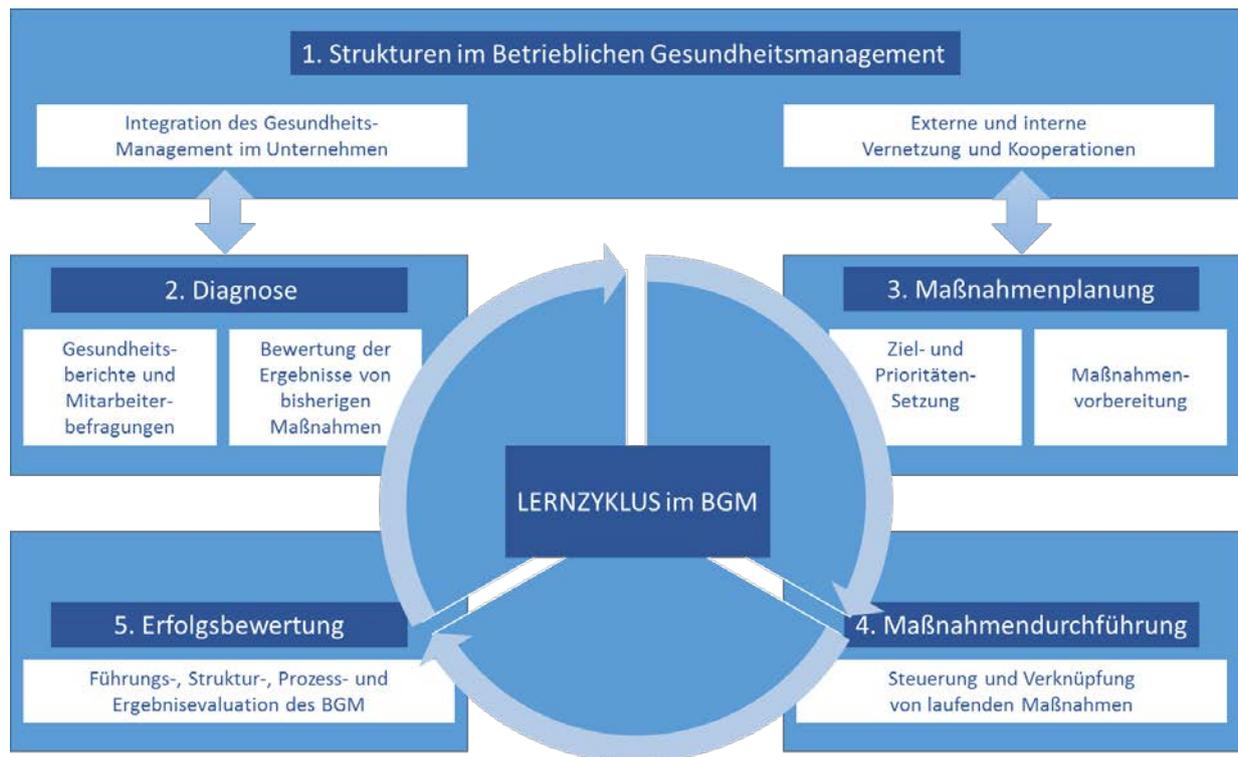 1. Strukturen im Betrieblichen Gesundheitsmanagement
Integration des Gesundheits-
Management im Unternehmen
Externe und interne
Vernetzung und Kooperationen
2. Diagnose
Gesundheits-
berichte und
Mitarbeiter-
befragungen
Bewertung der
Ergebnisse von
bisherigen
Maßnahmen
3. Maßnahmenplanung
Ziel- und
Prioritäten-
Setzung
Maßnahmen-
vorbereitung
LERNZYKLUS im BGM
5. Erfolgsbewertung
Führungs-, Struktur-, Prozess- und
Ergebnisevaluation des BGM
4. Maßnahmendurchführung
Steuerung und Verknüpfung
von laufenden Maßnahmen